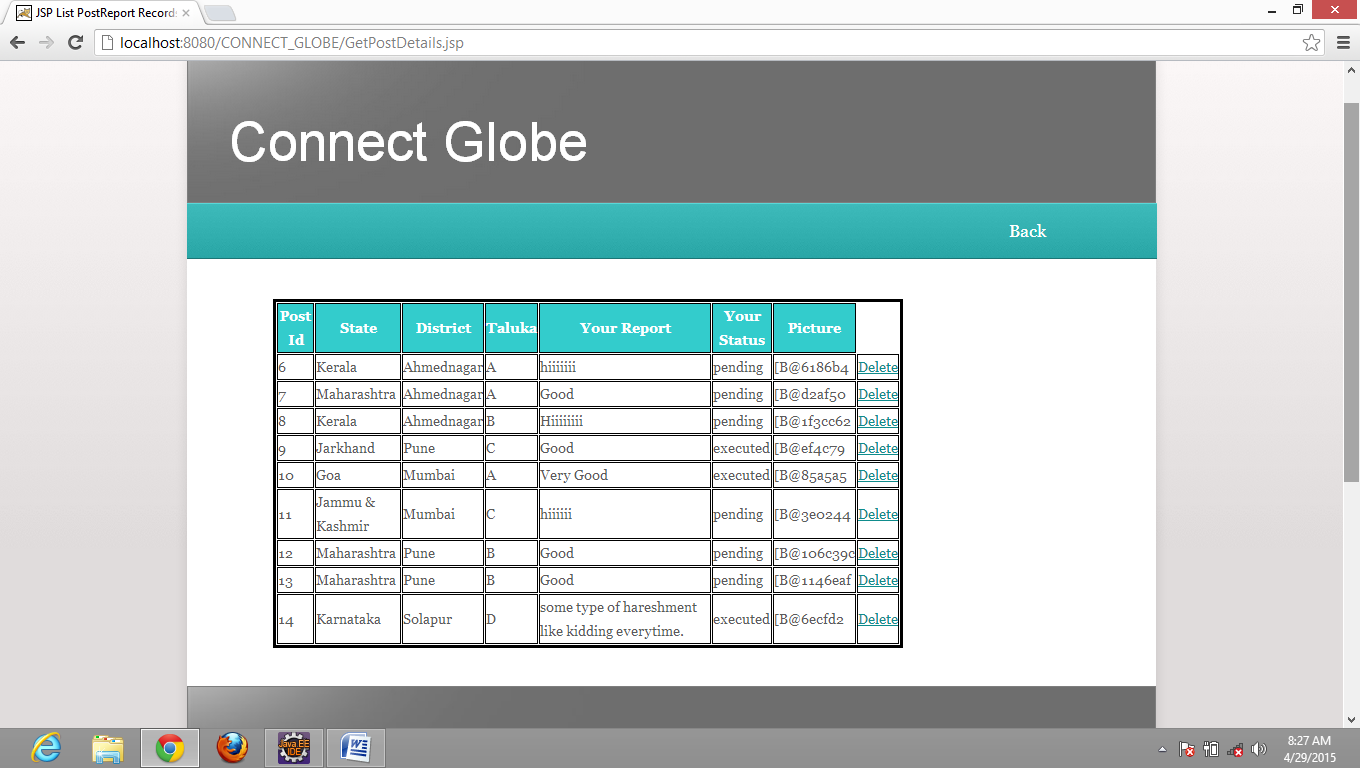 JSP List PostReport Records
localhost:8080/CONNECT_GLOBE/GetPostDetails.jsp
Connect Globe
Back
Post Id State District Taluka Your Report Your Status Picture
6 Kerala Ahmednagar A hiiiiiii pending [B@6186b4 Delete
7 Maharashtra Ahmednagar A Good pending [B@d2af50 Delete
8 Kerala Ahmednagar B Hiiiiiiii pending [B@1f3cc62 Delete
9 Jarkhand Pune C Good executed [B@ef4c79 Delete
10 Goa Mumbai A Very Good executed [B@85a5a5 Delete
11 Jammu & Kashmir Mumbai C hiiiiii pending [B@3e0244 Delete
12 Maharashtra Pune B Good pending [B@106c39c Delete
13 Maharashtra Pune B Good pending [B@1146eaf Delete
14 Karnataka Solapur D some type of hareshment like kidding everytime. executed [B@6ecfd2 Delete
Java EE
IDE
8:27 AM
4/29/2015